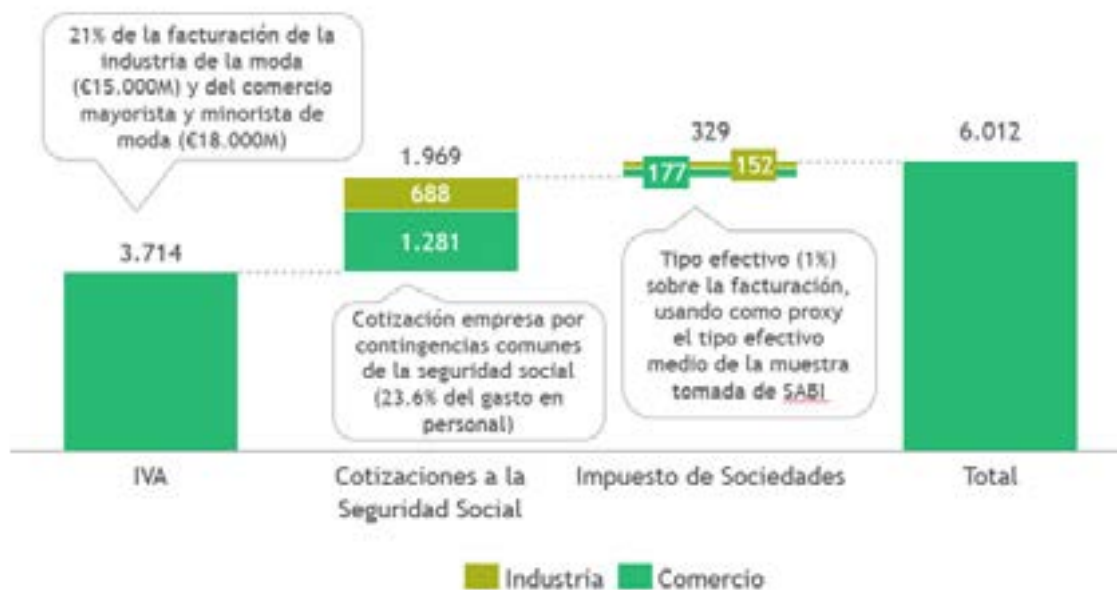 21% de la facturación de la
industria de la moda
(€15.000M) y del comercio
mayorista y minorista de
moda (€18.000M)
3.714
1.969
688
1.281
Cotización empresa por
contingencias comunes
de la seguridad social
(23.6% del gasto en
personal)
329
177
152
Tipo efectivo (1%)
sobre la facturación,
usando como proxy
el tipo efectivo
medio de la muestra
tomada de SABI
6.012
IVA
Cotizaciones a la
Seguridad Social
Impuesto de Sociedades
Total
Industria
Comercio